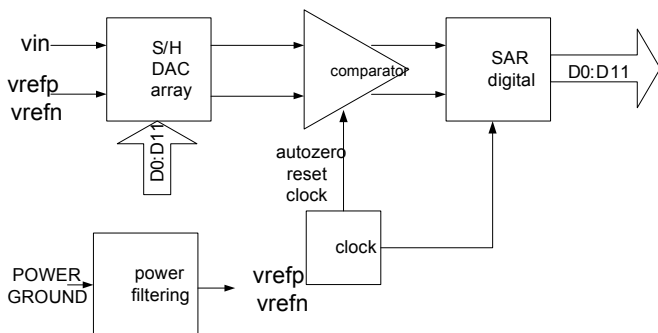 vin
vrefp
vrefn
S/H
DAC
array
D0:D11
comparator
SAR
digital
D0:D11
autozero
reset
clock
clock
POWER
GROUND
power
filtering
vrefp
vrefn